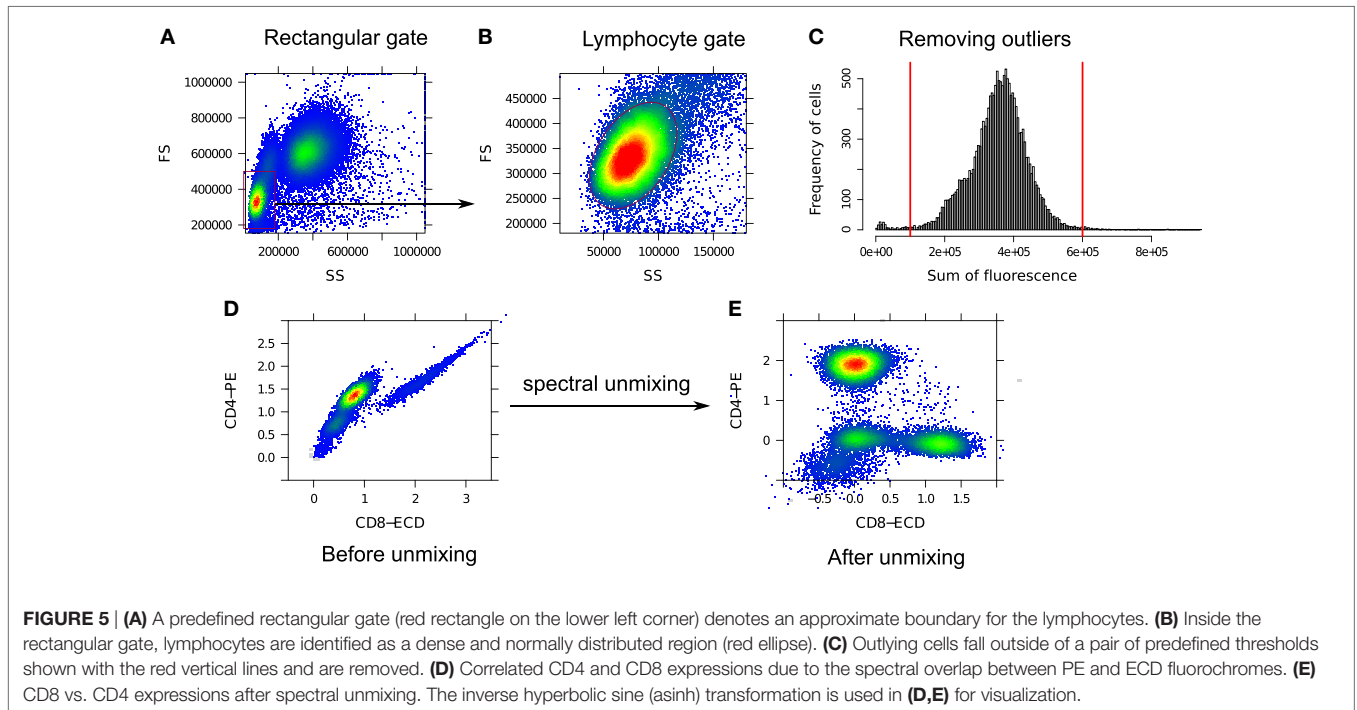 A Rectangular gate
FS
1000000
800000
600000
400000
200000
200000 600000 1000000
SS
B Lymphocyte gate
FS
450000
400000
350000
300000
250000
200000
50000 100000 150000
SS
C Removing outliers
Frequency of cells
500
300
100
0
0e+00 2e+05 4e+05 6e+05 8e+05
Sum of fluorescence
D
CD4–PE
2.5
2.0
1.5
1.0
0.5
0.0
0 1 2 3
CD8–ECD
Before unmixing
spectral unmixing
E
CD4–PE
2
1
0
−0.5 0.0 0.5 1.0 1.5
CD8–ECD
After unmixing
FIGURE 5 | (A) A predefined rectangular gate (red rectangle on the lower left corner) denotes an approximate boundary for the lymphocytes. (B) Inside the
rectangular gate, lymphocytes are identified as a dense and normally distributed region (red ellipse). (C) Outlying cells fall outside of a pair of predefined thresholds
shown with the red vertical lines and are removed. (D) Correlated CD4 and CD8 expressions due to the spectral overlap between PE and ECD fluorochromes. (E)
CD8 vs. CD4 expressions after spectral unmixing. The inverse hyperbolic sine (asinh) transformation is used in (D,E) for visualization.